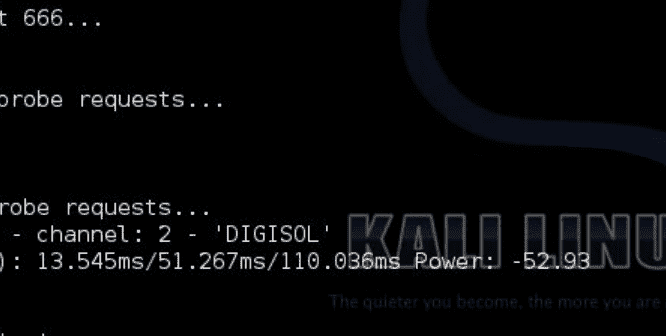 t 666...
probe requests...
robe requests...
- channel: 2 - 'DIGISOL'
): 13.545ms/51.267ms/110.036ms Power: -52.93
KALI LINU
The quieter you become, the more you are